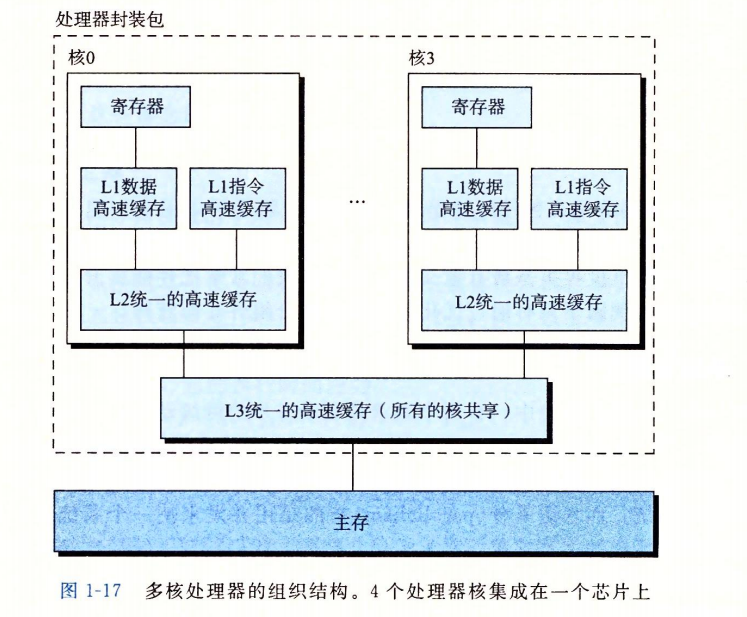 处理器封装包
核0
核3
寄存器
寄存器
L1数据
高速缓存
L1指令
高速缓存
...
L1数据
高速缓存
L1指令
高速缓存
L2统一的高速缓存
L2统一的高速缓存
L3统一的高速缓存（所有的核共享）
主存
图 1-17 多核处理器的组织结构。4 个处理器核集成在一个芯片上